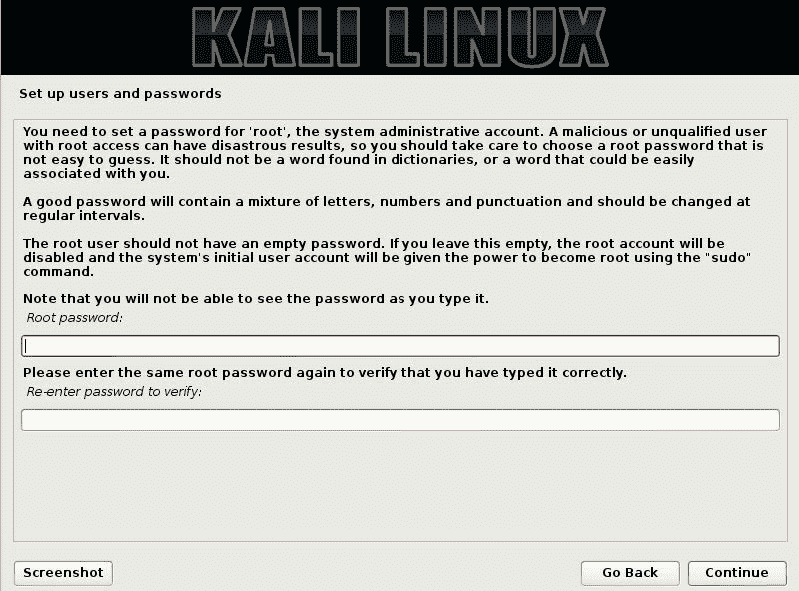 KALI LINUX
Set up users and passwords
You need to set a password for 'root', the system administrative account. A malicious or unqualified user
with root access can have disastrous results, so you should take care to choose a root password that is
not easy to guess. It should not be a word found in dictionaries, or a word that could be easily
associated with you.
A good password will contain a mixture of letters, numbers and punctuation and should be changed at
regular intervals.
The root user should not have an empty password. If you leave this empty, the root account will be
disabled and the system's initial user account will be given the power to become root using the "sudo"
command.
Note that you will not be able to see the password as you type it.
Root password:
Please enter the same root password again to verify that you have typed it correctly.
Re-enter password to verify:
Screenshot
Go Back
Continue